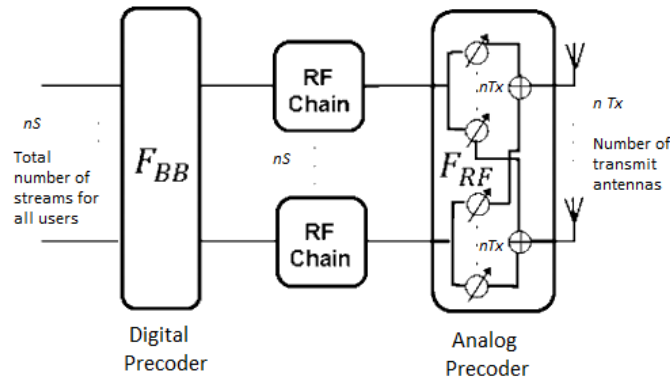 nS
Total
number of
streams for
all users
F_BB
RF
Chain
nS
RF
Chain
nTx
F_RF
nTx
n Tx
Number of
transmit
antennas
Digital
Precoder
Analog
Precoder